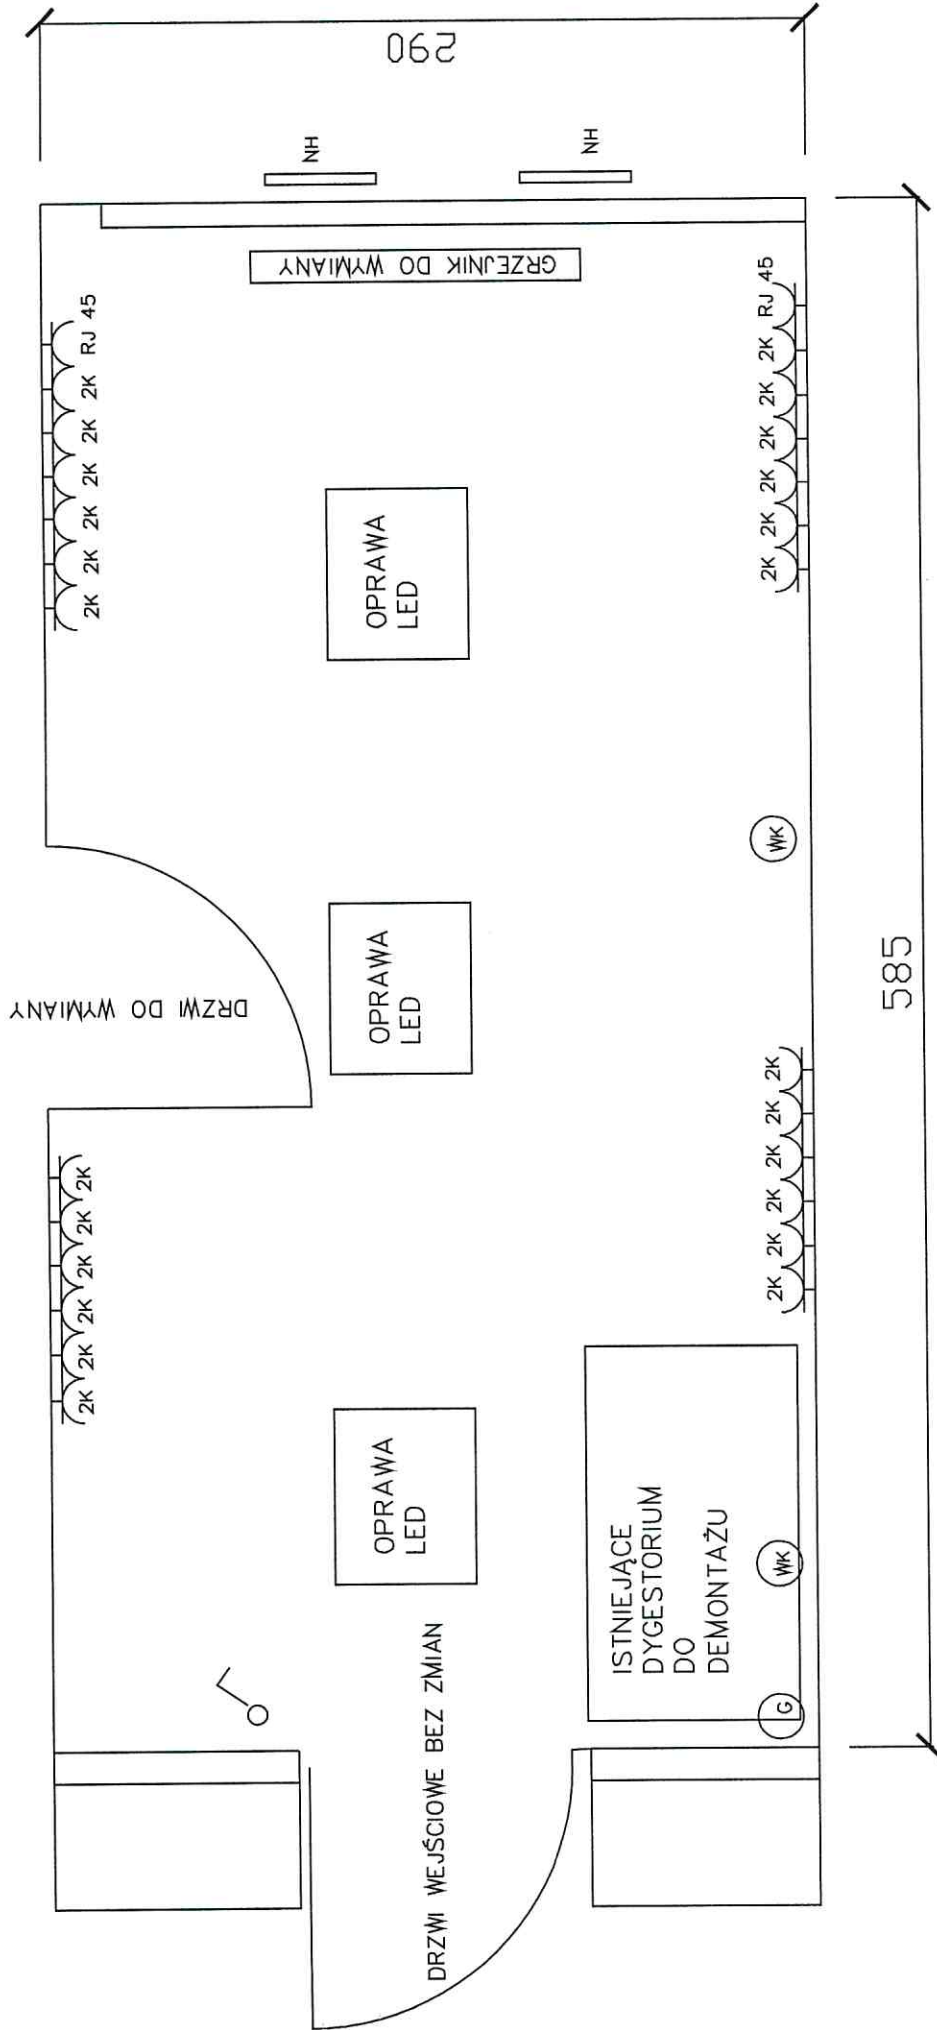 290
NH
NH
GRZEJNIK DO WYMIANY
2K 2K 2K 2K 2K 2K RJ 45
2K 2K 2K 2K 2K 2K RJ 45
OPRAWA
LED
DRZWI DO WYMIANY
OPRAWA
LED
WK
585
2K 2K 2K 2K 2K 2K
2K 2K 2K 2K 2K 2K
OPRAWA
LED
ISTNIEJĄCE
DYGESTORIUM
DO
DEMONTAŻU
WK
G
DRZWI WEJŚCIOWE BEZ ZMIAN